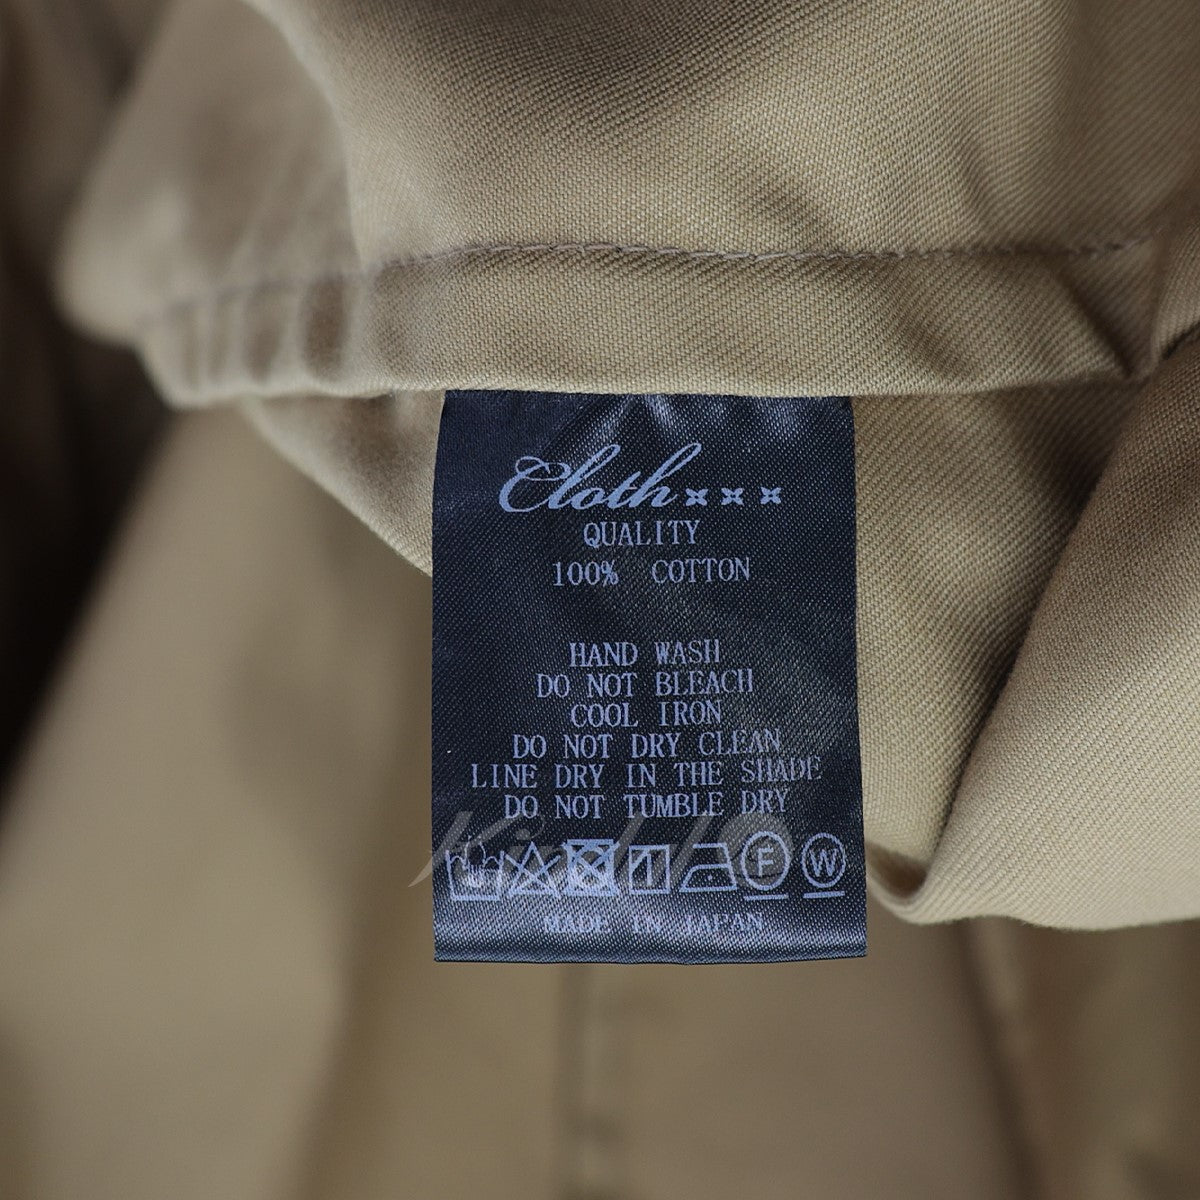 Cloth×××
QUALITY
100% COTTON
HAND WASH
DO NOT BLEACH
COOL IRON
DO NOT DRY CLEAN
LINE DRY IN THE SHADE
DO NOT TUMBLE DRY
F W
MADE IN JAPAN